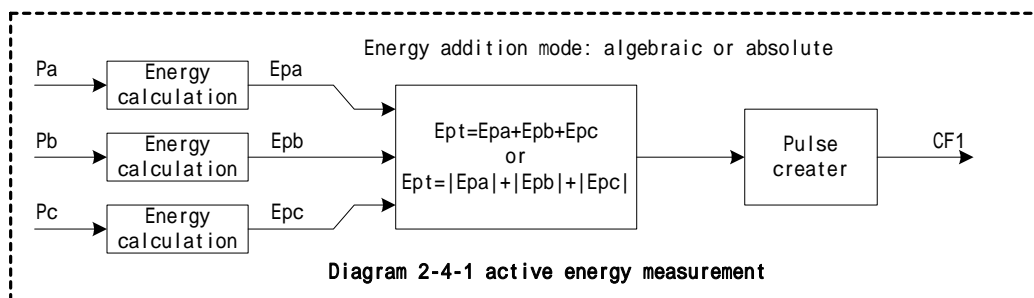 Energy addition mode: algebraic or absolute
Pa
Energy
calculation
Epa
Pb
Energy
calculation
Epb
Pc
Energy
calculation
Epc
Ept=Epa+Epb+Epc
or
Ept=|Epa|+|Epb|+|Epc|
Pulse
creater
CF1
Diagram 2-4-1 active energy measurement